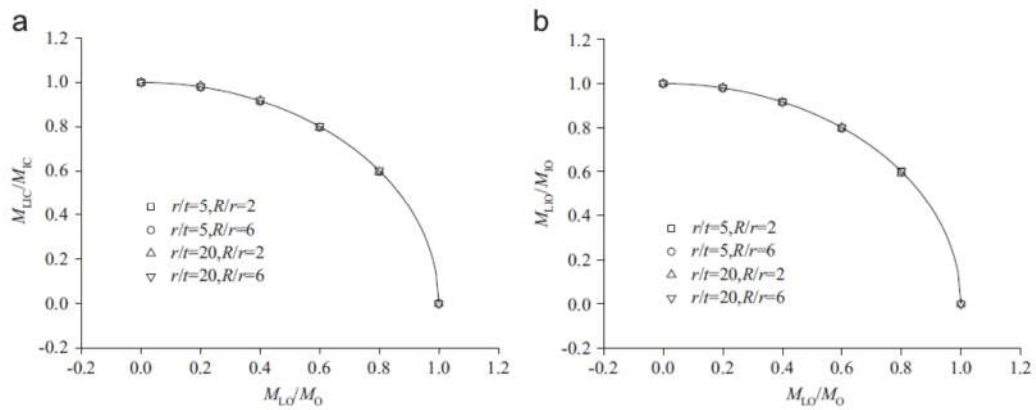 a
M_LIC/M_IC
1.2
1.0
0.8
0.6
0.4
0.2
0.0
-0.2
r/t=5,R/r=2
r/t=5,R/r=6
r/t=20,R/r=2
r/t=20,R/r=6
-0.2 0.0 0.2 0.4 0.6 0.8 1.0 1.2
M_LO/M_O
b
M_LIO/M_IO
1.2
1.0
0.8
0.6
0.4
0.2
0.0
-0.2
r/t=5,R/r=2
r/t=5,R/r=6
r/t=20,R/r=2
r/t=20,R/r=6
-0.2 0.0 0.2 0.4 0.6 0.8 1.0 1.2
M_LO/M_O